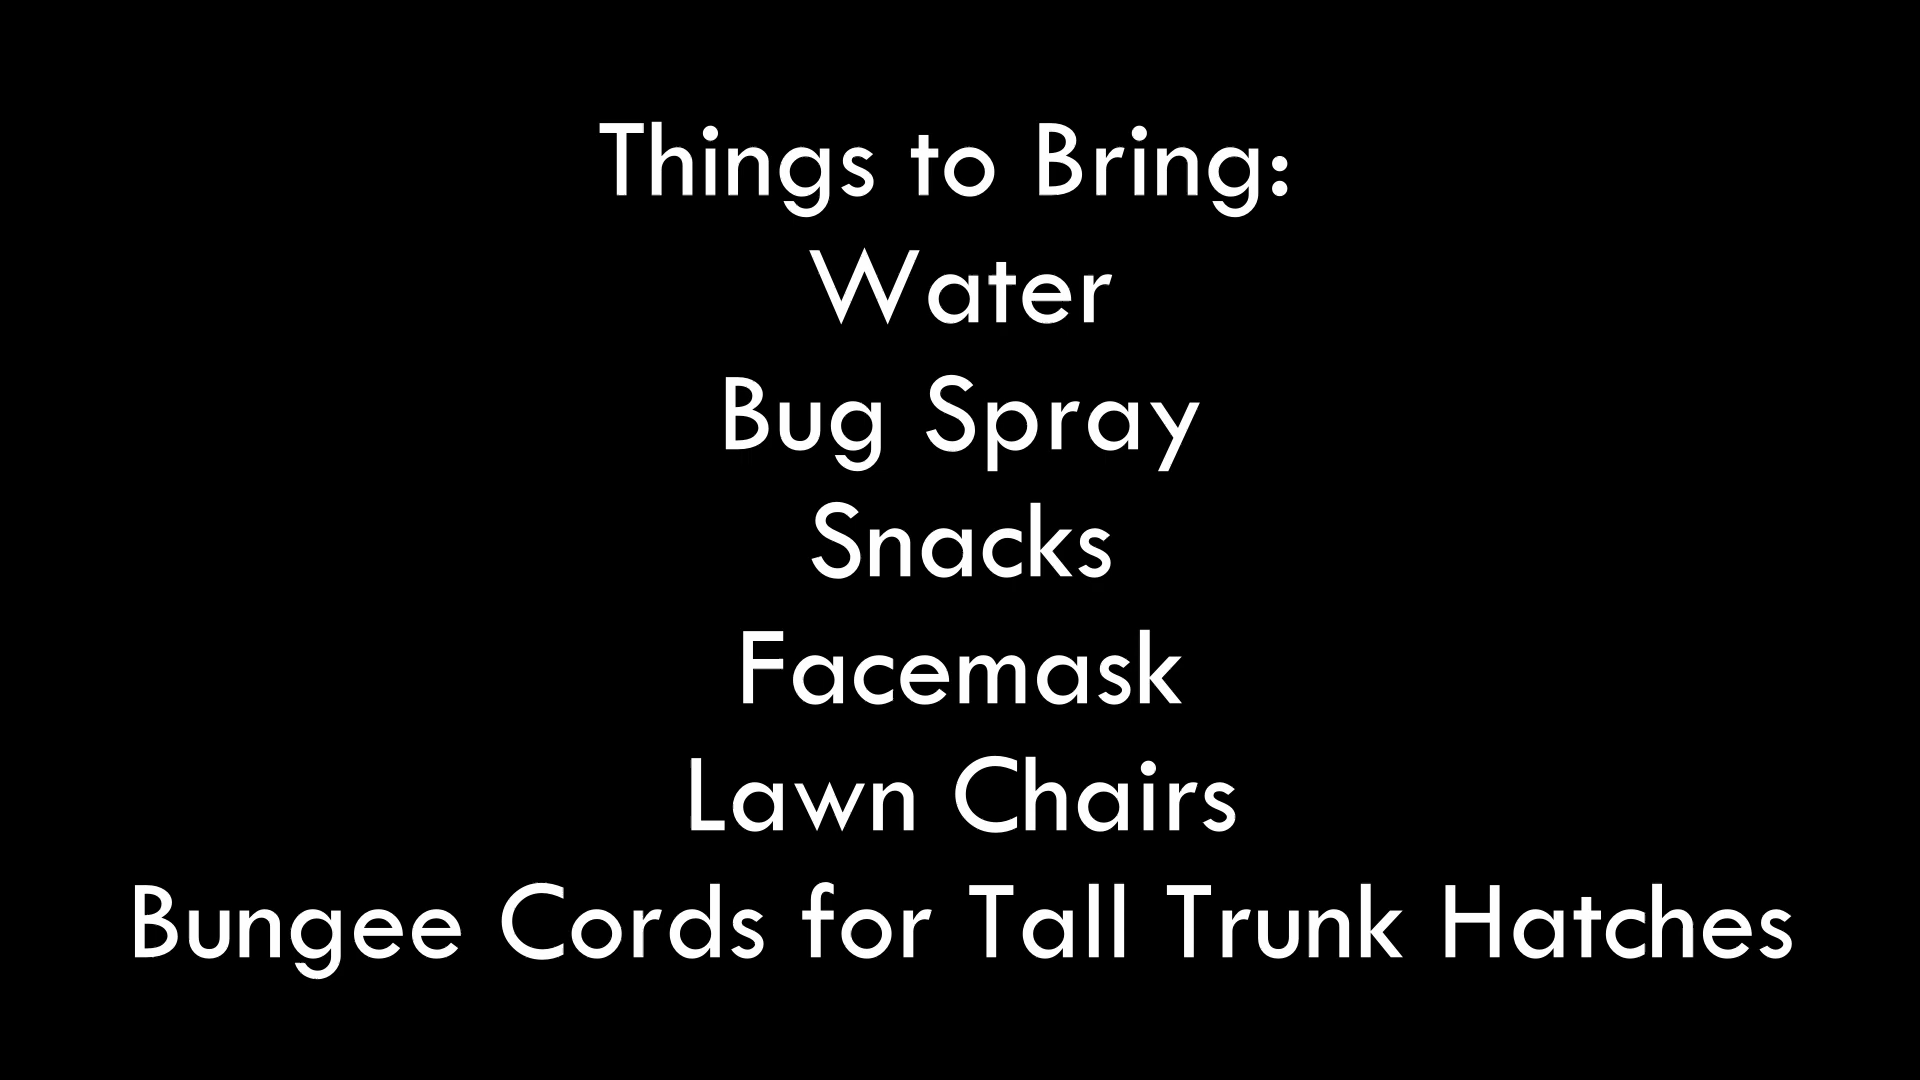 Things to Bring:
Water
Bug Spray
Snacks
Facemask
Lawn Chairs
Bungee Cords for Tall Trunk Hatches